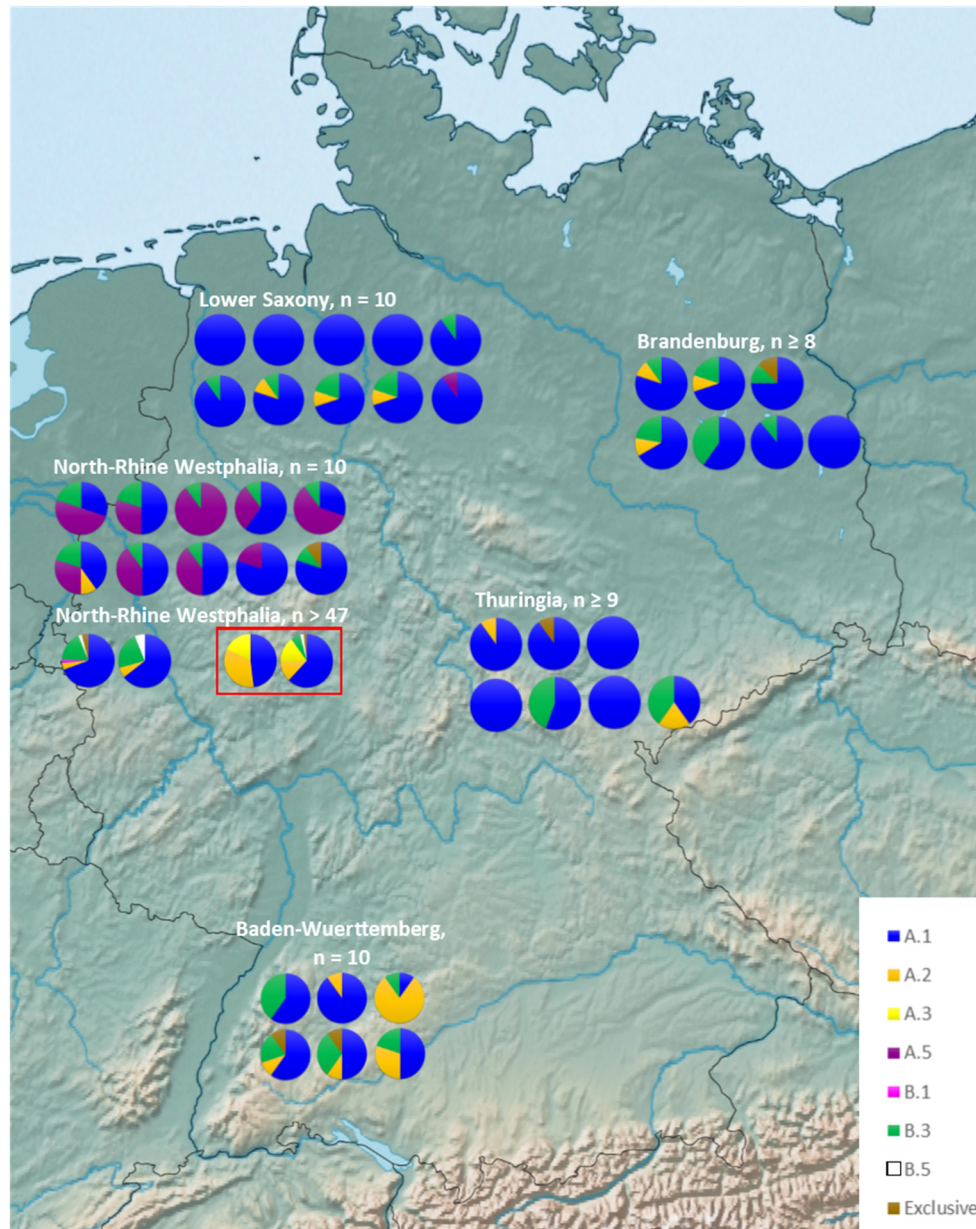 Lower Saxony, n = 10
Brandenburg, n ≥ 8
North-Rhine Westphalia, n = 10
North-Rhine Westphalia, n > 47
Thuringia, n ≥ 9
Baden-Wuerttemberg,
n = 10
A.1
A.2
A.3
A.5
B.1
B.3
B.5
Exclusive